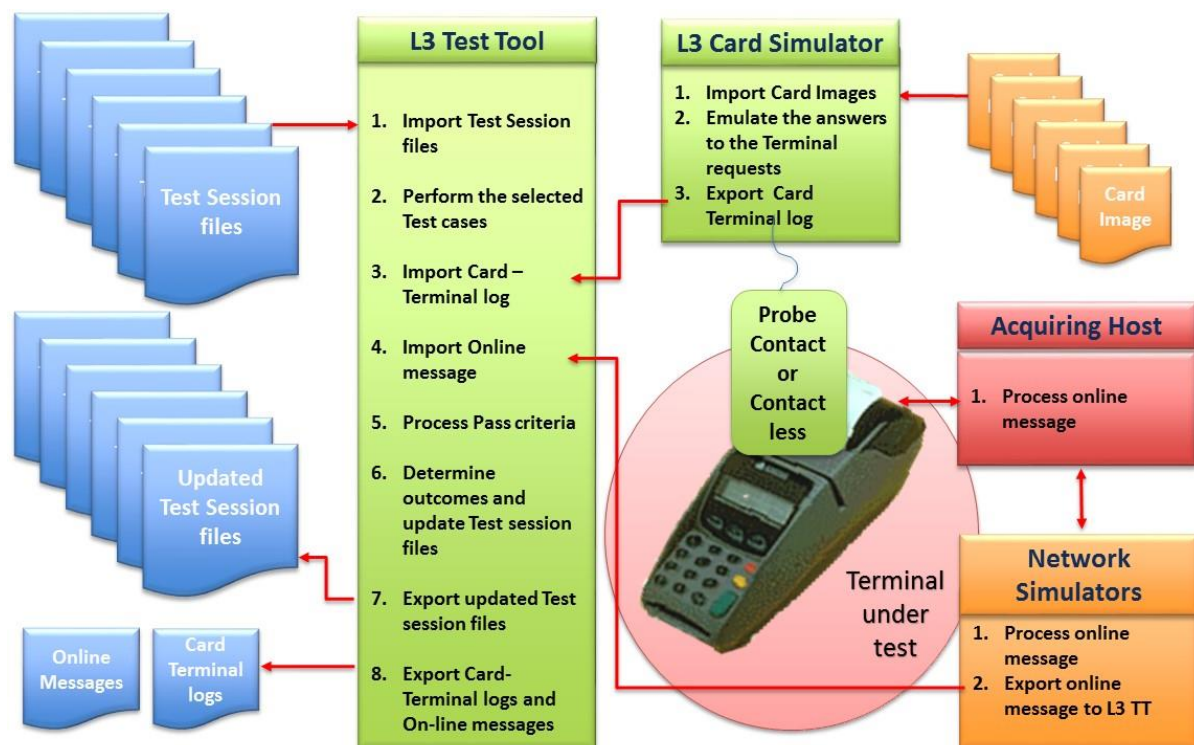 Test Session
files
Updated
Test Session
files
Online
Messages
Card
Terminal
logs
L3 Test Tool
1. Import Test Session
files
2. Perform the selected
Test cases
3. Import Card –
Terminal log
4. Import Online
message
5. Process Pass criteria
6. Determine
outcomes and
update Test session
files
7. Export updated Test
session files
8. Export Card-
Terminal logs and
On-line messages
L3 Card Simulator
1. Import Card Images
2. Emulate the answers
to the Terminal
requests
3. Export Card
Terminal log
Card
Image
Probe
Contact
or
Contact
less
Terminal
under
test
Acquiring Host
1. Process online
message
Network
Simulators
1. Process online
message
2. Export online
message to L3 TT